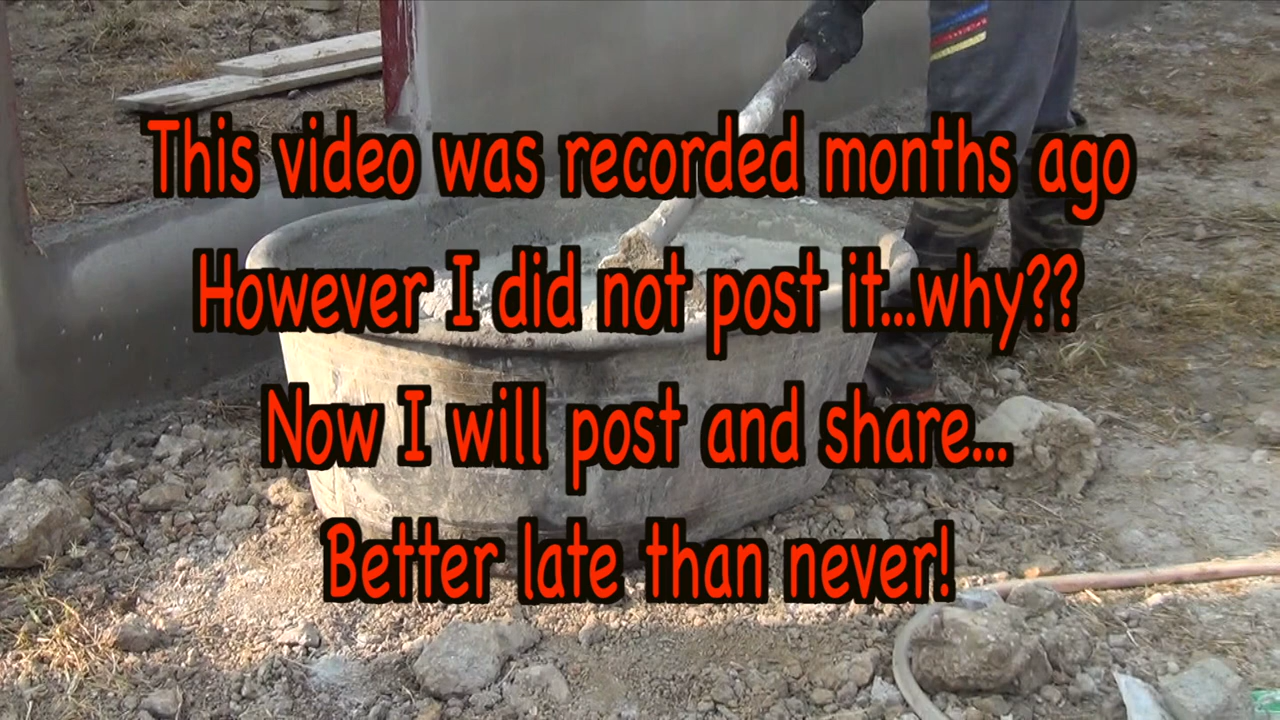 This video was recorded months ago
However I did not post it...why??
Now I will post and share...
Better late than never!